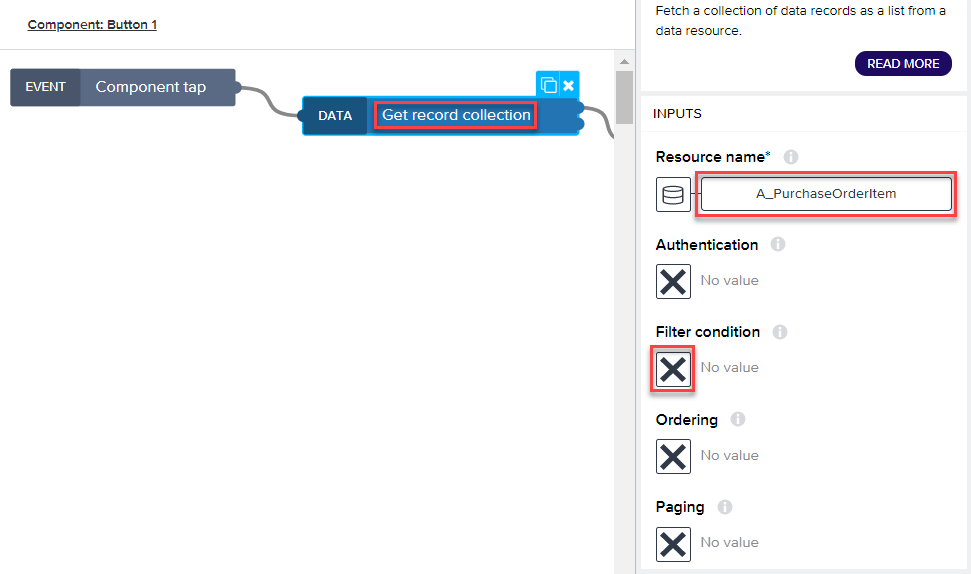 Component: Button 1
EVENT Component tap
DATA Get record collection
Fetch a collection of data records as a list from a
data resource.
READ MORE
INPUTS
Resource name*
A_PurchaseOrderItem
Authentication
No value
Filter condition
No value
Ordering
No value
Paging
No value